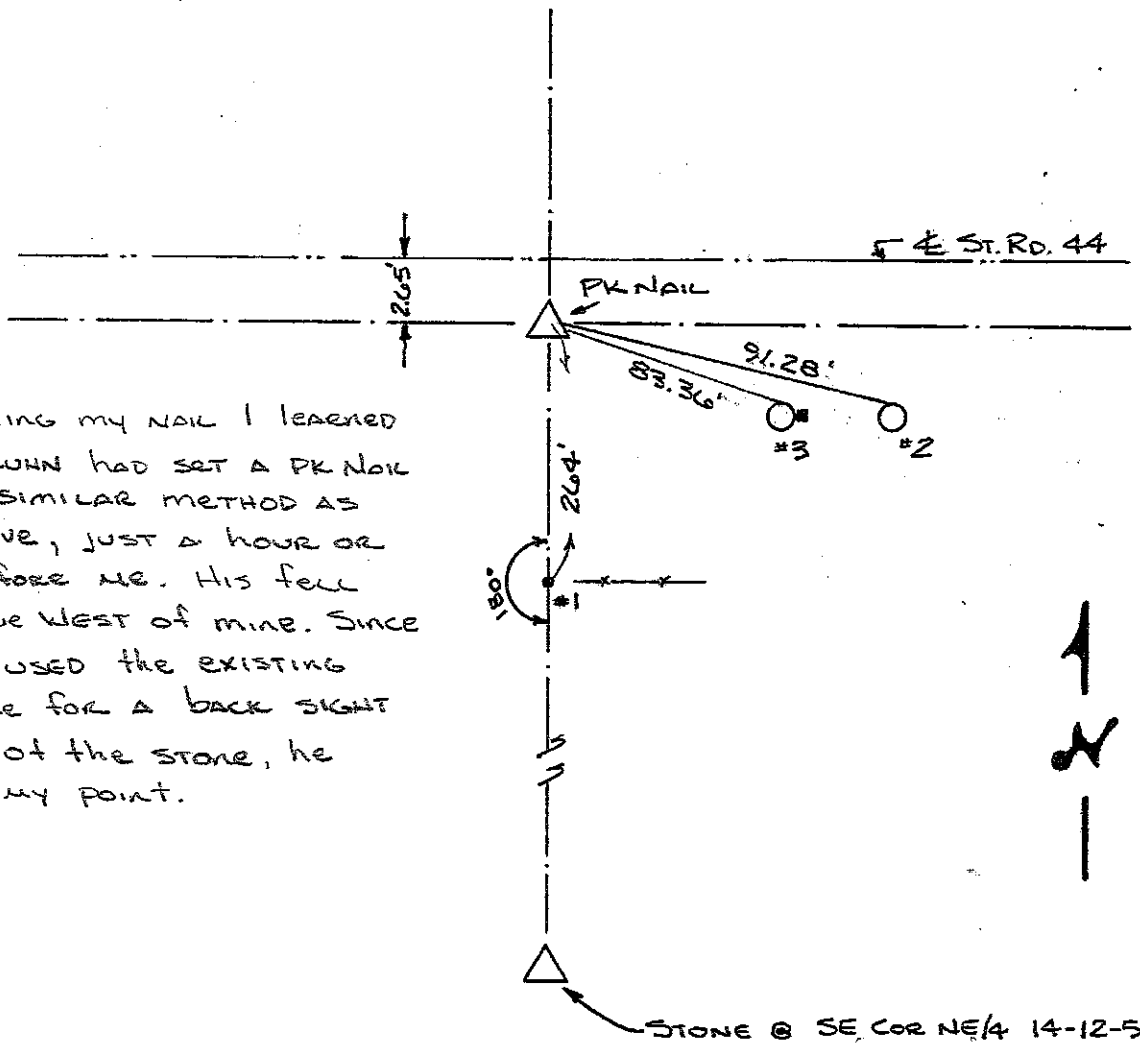 ℄ ST. RD. 44
2.65'
PK NAIL
91.28'
83.36'
#3
#2
ING MY NAIL I LEARNED
HAD SET A PK NAIL
SIMILAR METHOD AS
VE, JUST A HOUR OR
FORE ME. HIS FELL
WEST OF MINE. SINCE
USED THE EXISTING
FOR A BACK SIGHT
OF THE STONE, HE
MY POINT.
264'
180°
#1
N
STONE @ SE COR NE/4 14-12-5